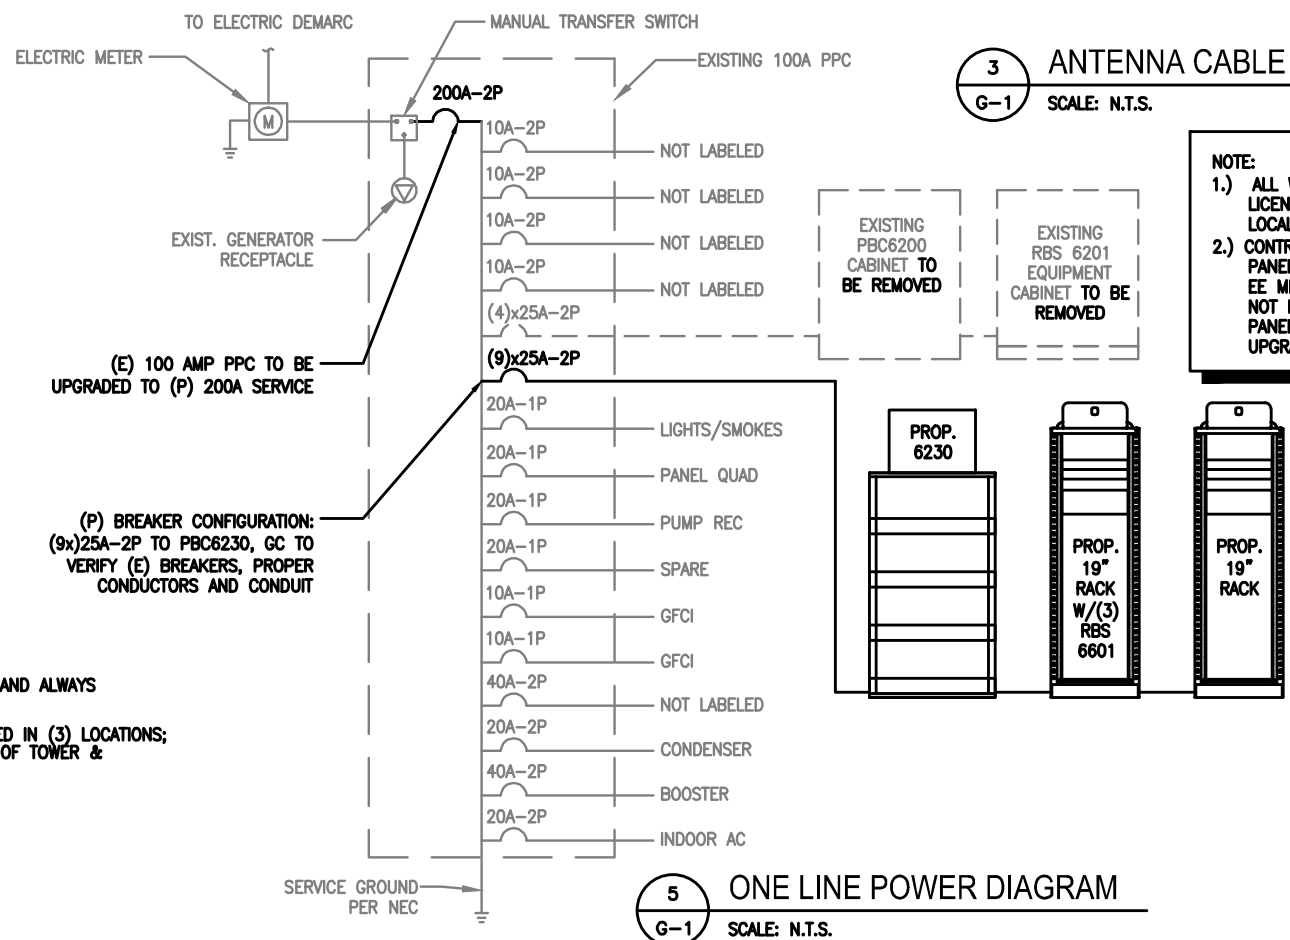 TO ELECTRIC DEMARC
MANUAL TRANSFER SWITCH
ELECTRIC METER
EXISTING 100A PPC
M
200A-2P
10A-2P
NOT LABELED
10A-2P
NOT LABELED
10A-2P
NOT LABELED
10A-2P
NOT LABELED
EXIST. GENERATOR
RECEPTACLE
(4)x25A-2P
(9)x25A-2P
(E) 100 AMP PPC TO BE
UPGRADED TO (P) 200A SERVICE
20A-1P
LIGHTS/SMOKES
20A-1P
PANEL QUAD
20A-1P
PUMP REC
20A-1P
SPARE
10A-1P
GFCI
10A-1P
GFCI
40A-2P
NOT LABELED
20A-2P
CONDENSER
40A-2P
BOOSTER
20A-2P
INDOOR AC
(P) BREAKER CONFIGURATION:
(9x)25A-2P TO PBC6230, GC TO
VERIFY (E) BREAKERS, PROPER
CONDUCTORS AND CONDUIT
AND ALWAYS
ED IN (3) LOCATIONS;
OF TOWER &
SERVICE GROUND
PER NEC
EXISTING
PBC6200
CABINET TO
BE REMOVED
EXISTING
RBS 6201
EQUIPMENT
CABINET TO BE
REMOVED
PROP.
6230
PROP.
19"
RACK
W/(3)
RBS
6601
PROP.
19"
RACK
3
G-1
ANTENNA CABLE
SCALE: N.T.S.
NOTE:
1.) ALL
LICEN
LOCAL
2.) CONTR
PANEL
EE M
NOT
PANEL
UPGRA
5
G-1
ONE LINE POWER DIAGRAM
SCALE: N.T.S.